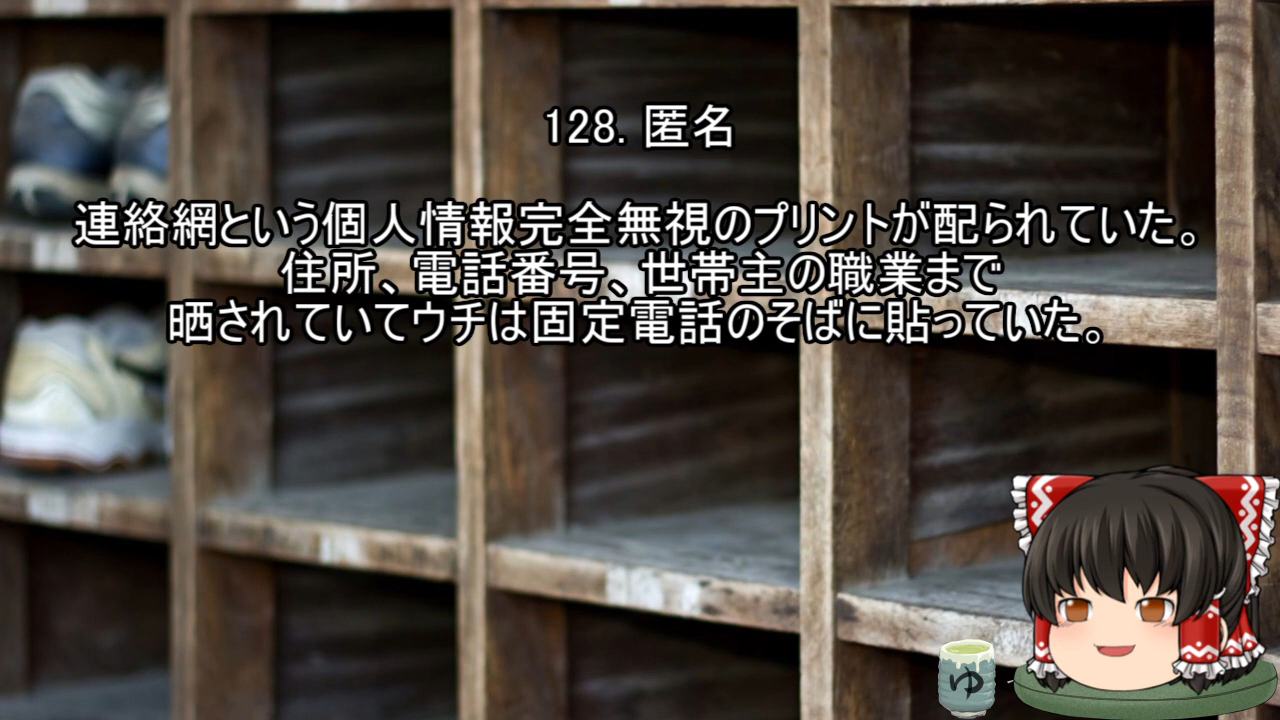 128. 匿名
連絡網という個人情報完全無視のプリントが配られていた。
住所、電話番号、世帯主の職業まで
晒されていてウチは固定電話のそばに貼っていた。
ゆ